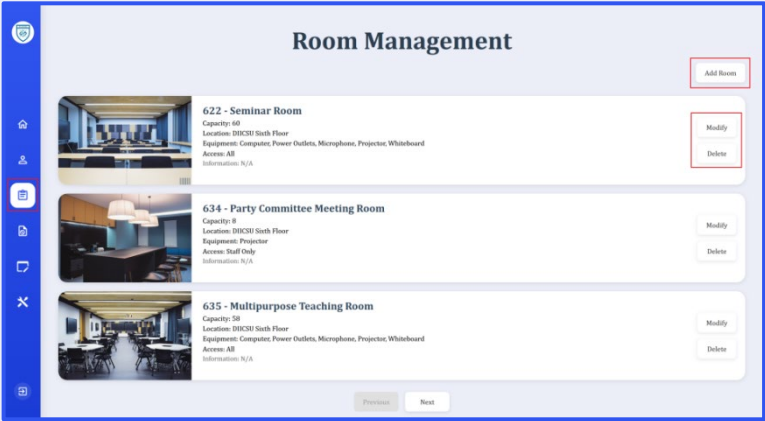 Room Management
Add Room
622 - Seminar Room
Capacity: 60
Location: DIICSU Sixth Floor
Equipment: Computer, Power Outlets, Microphone, Projector, Whiteboard
Access: All
Information: N/A
Modify
Delete
634 - Party Committee Meeting Room
Capacity: 8
Location: DIICSU Sixth Floor
Equipment: Projector
Access: Staff Only
Information: N/A
Modify
Delete
635 - Multipurpose Teaching Room
Capacity: 50
Location: DIICSU Sixth Floor
Equipment: Computer, Power Outlets, Microphone, Projector, Whiteboard
Access: All
Information: N/A
Modify
Delete
Previous
Next